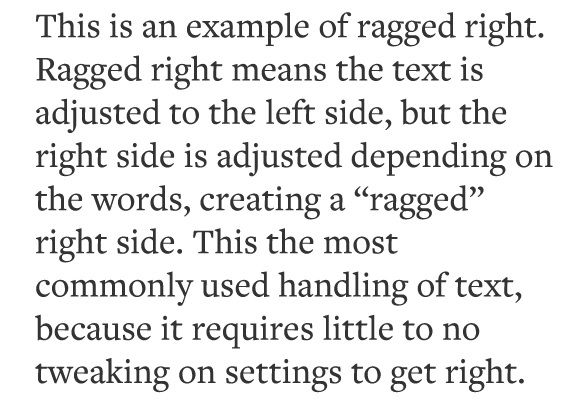 This is an example of ragged right.
Ragged right means the text is
adjusted to the left side, but the
right side is adjusted depending on
the words, creating a “ragged”
right side. This the most
commonly used handling of text,
because it requires little to no
tweaking on settings to get right.